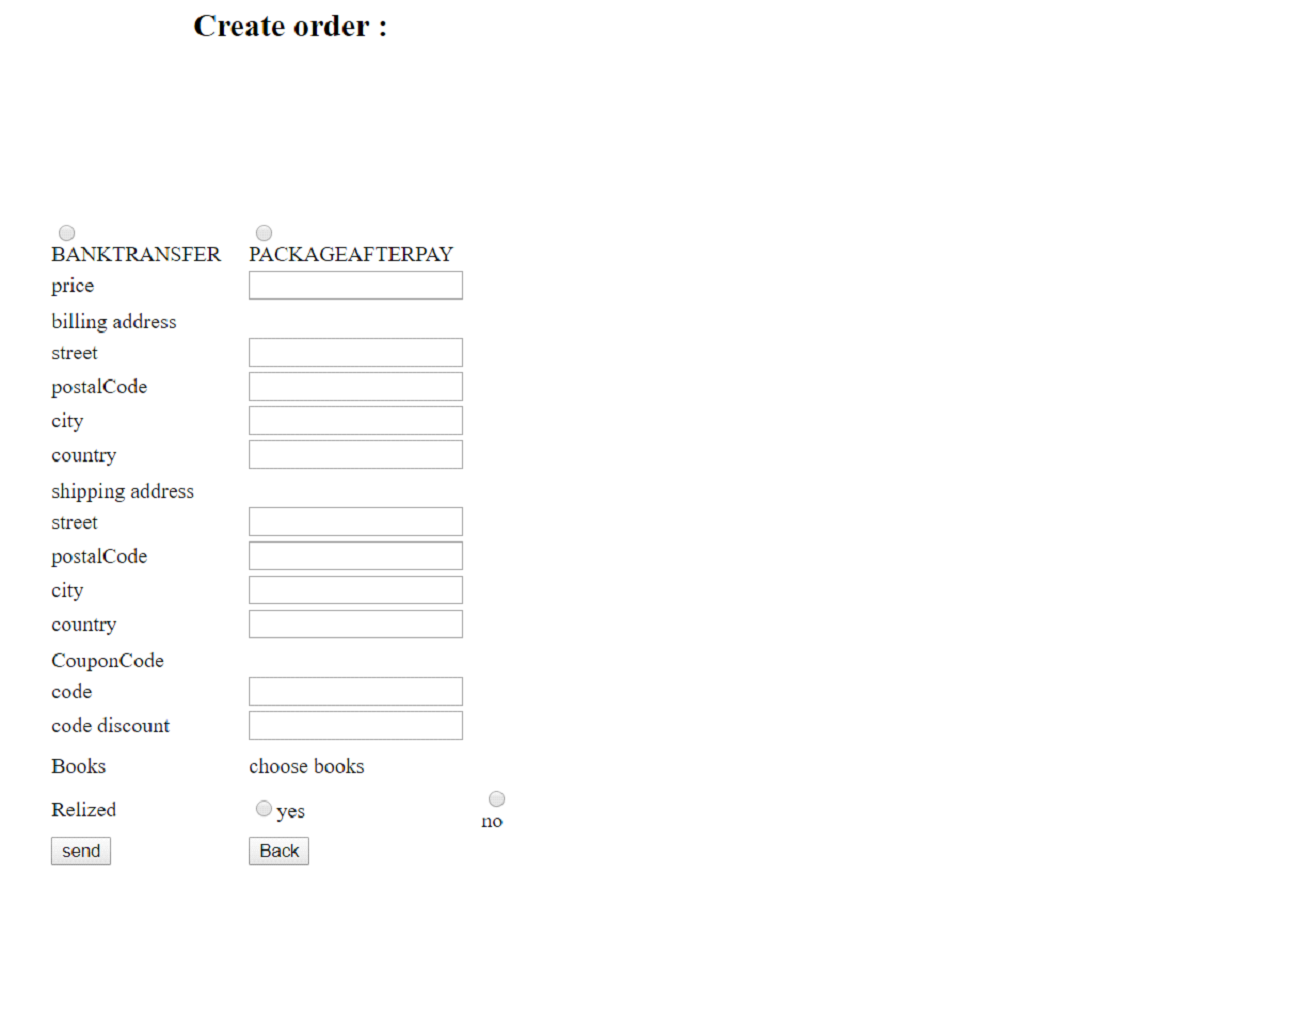 Create order :
BANKTRANSFER PACKAGEAFTERPAY
price
billing address
street
postalCode
city
country
shipping address
street
postalCode
city
country
CouponCode
code
code discount
Books choose books
Relized yes no
send Back